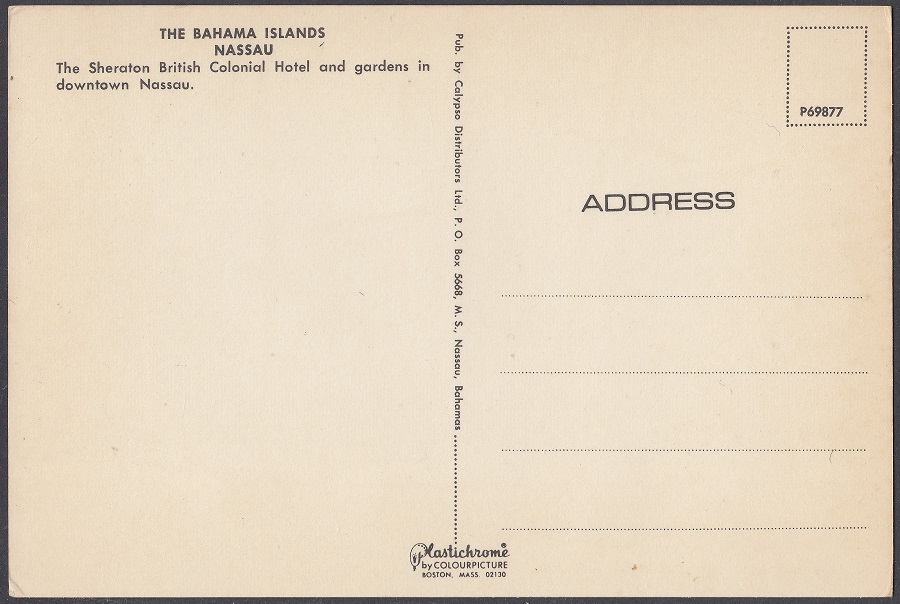 THE BAHAMA ISLANDS
NASSAU
The Sheraton British Colonial Hotel and gardens in
downtown Nassau.
Pub. by Calypso Distributors Ltd., P. O. Box 5668, M. S., Nassau, Bahamas
P69877
ADDRESS
Plastichrome®
by COLOURPICTURE
BOSTON, MASS. 02130